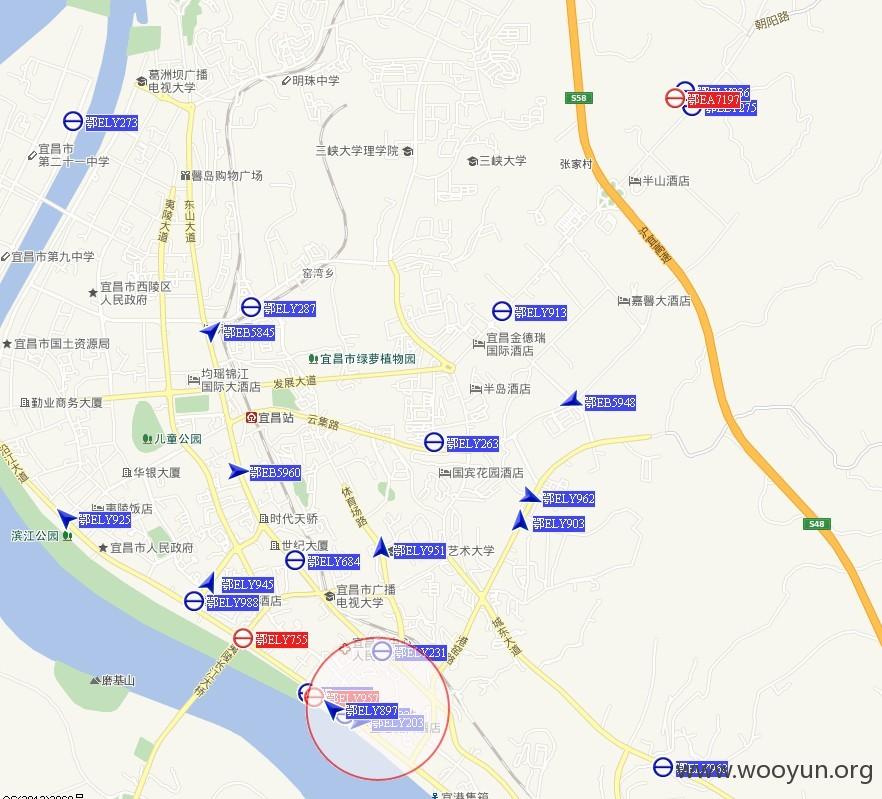 朝阳路
葛洲坝广播
电视大学
明珠中学
S58
鄂EA7197
鄂ELY273
宜昌市
第二十一中学
三峡大学理学院
三峡大学
张家村
馨岛购物广场
半山酒店
夷陵大道
东山大道
沪宜高速
宜昌市第九中学
窑湾乡
宜昌市西陵区
人民政府
嘉馨大酒店
鄂ELY287
鄂ELY913
鄂EB5845
宜昌市国土资源局
宜昌金德瑞
国际酒店
宜昌市绿萝植物园
均瑶锦江
国际大酒店
发展大道
半岛酒店
勤业商务大厦
鄂EB5948
宜昌站
云集路
儿童公园
鄂ELY263
沿江大道
华银大厦
鄂EB5960
国宾花园酒店
体育场路
鄂ELY962
夷陵饭店
鄂ELY925
时代天骄
鄂ELY903
滨江公园
宜昌市人民政府
世纪大厦
鄂ELY951
艺术大学
鄂ELY684
鄂ELY945
宜昌市广播
电视大学
鄂ELY988
酒店
城东大道
鄂ELY755
鄂ELY231
磨基山
鄂ELY957
鄂ELY897
鄂ELY203
S48
www.wooyun.org